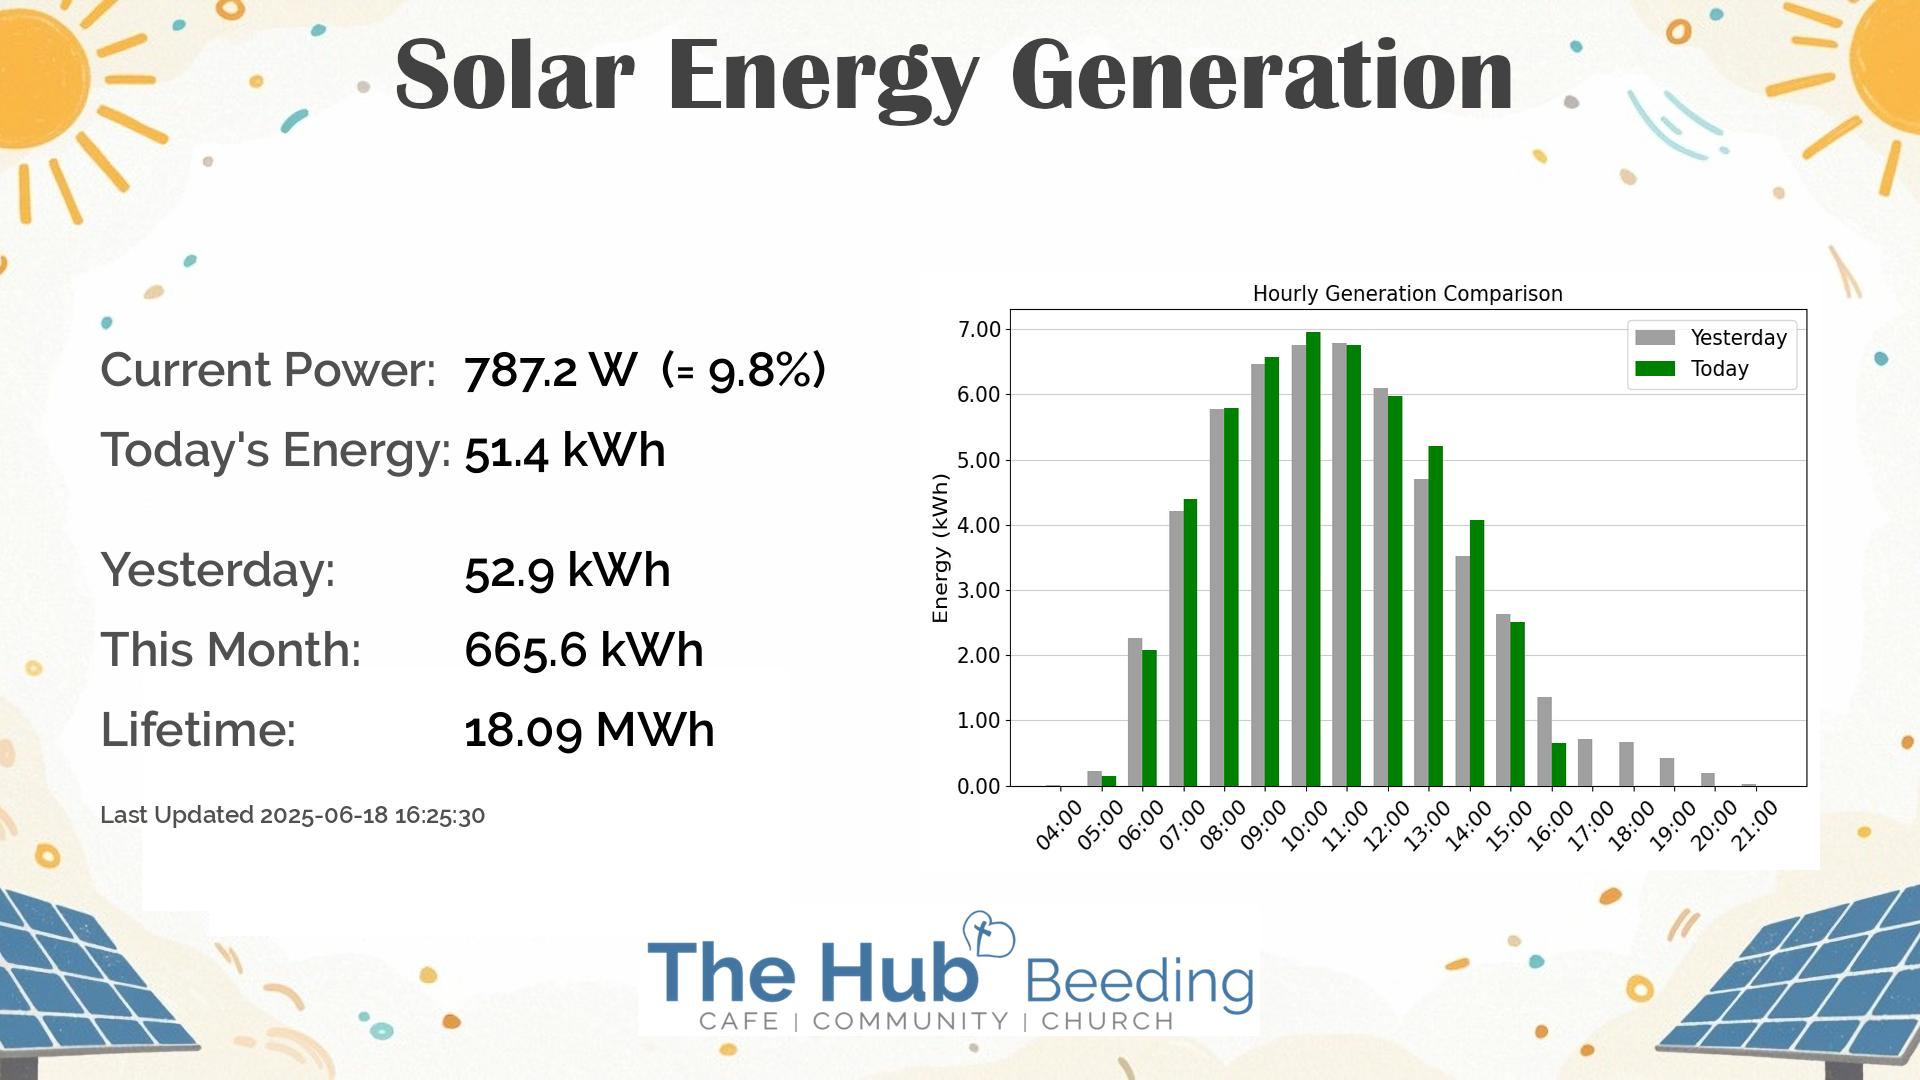 Solar Energy Generation
Current Power: 787.2 W (= 9.8%)
Today's Energy: 51.4 kWh
Yesterday: 52.9 kWh
This Month: 665.6 kWh
Lifetime: 18.09 MWh
Last Updated 2025-06-18 16:25:30
Hourly Generation Comparison
Yesterday
Today
Energy (kWh)
7.00
6.00
5.00
4.00
3.00
2.00
1.00
0.00
04:00 05:00 06:00 07:00 08:00 09:00 10:00 11:00 12:00 13:00 14:00 15:00 16:00 17:00 18:00 19:00 20:00 21:00
The Hub Beeding
CAFE | COMMUNITY | CHURCH